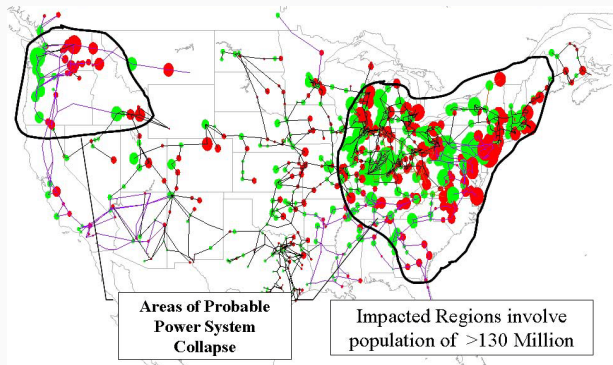 Areas of Probable
Power System
Collapse
Impacted Regions involve
population of >130 Million